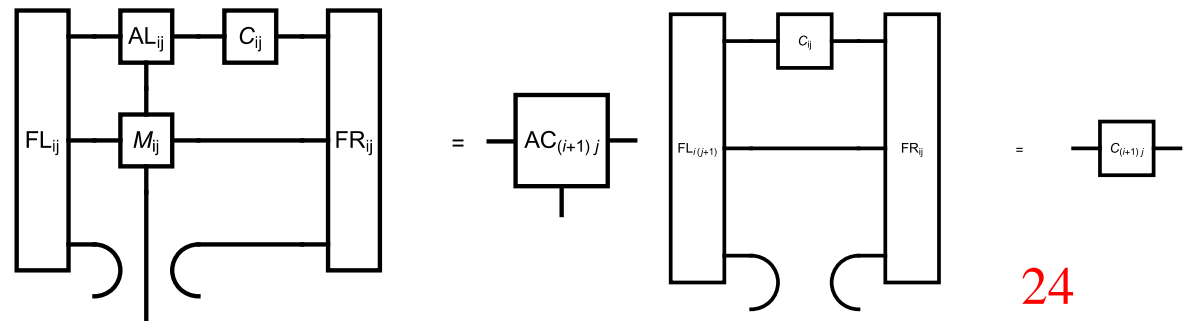 AL_ij C_ij
FL_ij M_ij FR_ij = AC_(i+1) j
C_ij
FL_i (j+1) FR_ij = C_(i+1) j
24